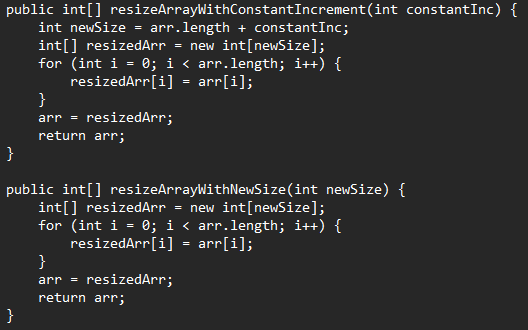 public int[] resizeArrayWithConstantIncrement(int constantInc) {
    int newSize = arr.length + constantInc;
    int[] resizedArr = new int[newSize];
    for (int i = 0; i < arr.length; i++) {
        resizedArr[i] = arr[i];
    }
    arr = resizedArr;
    return arr;
}

public int[] resizeArrayWithNewSize(int newSize) {
    int[] resizedArr = new int[newSize];
    for (int i = 0; i < arr.length; i++) {
        resizedArr[i] = arr[i];
    }
    arr = resizedArr;
    return arr;
}